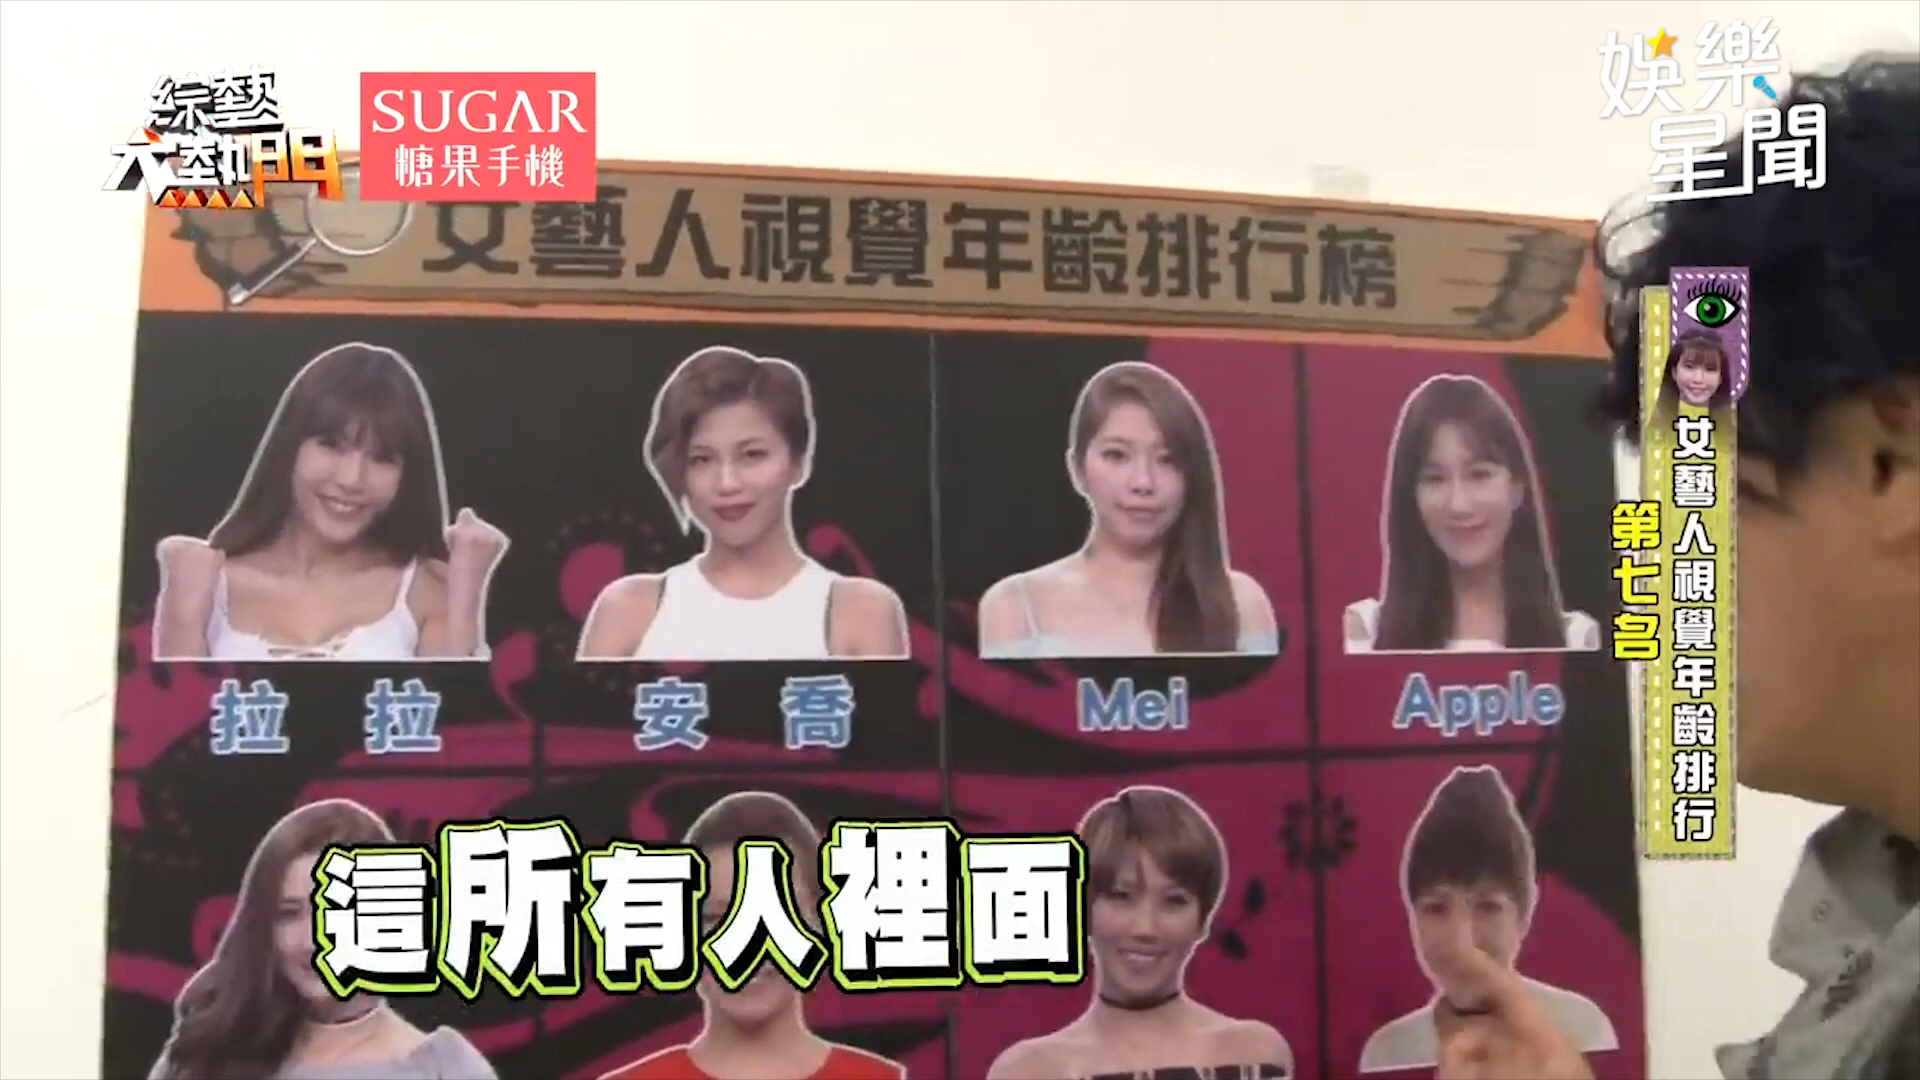 綜藝
大熱門
SUGAR
糖果手機
娛樂
星聞
女藝人視覺年齡排行榜
女藝人視覺年齡排行
第七名
拉拉
安喬
Mei
Apple
這所有人裡面